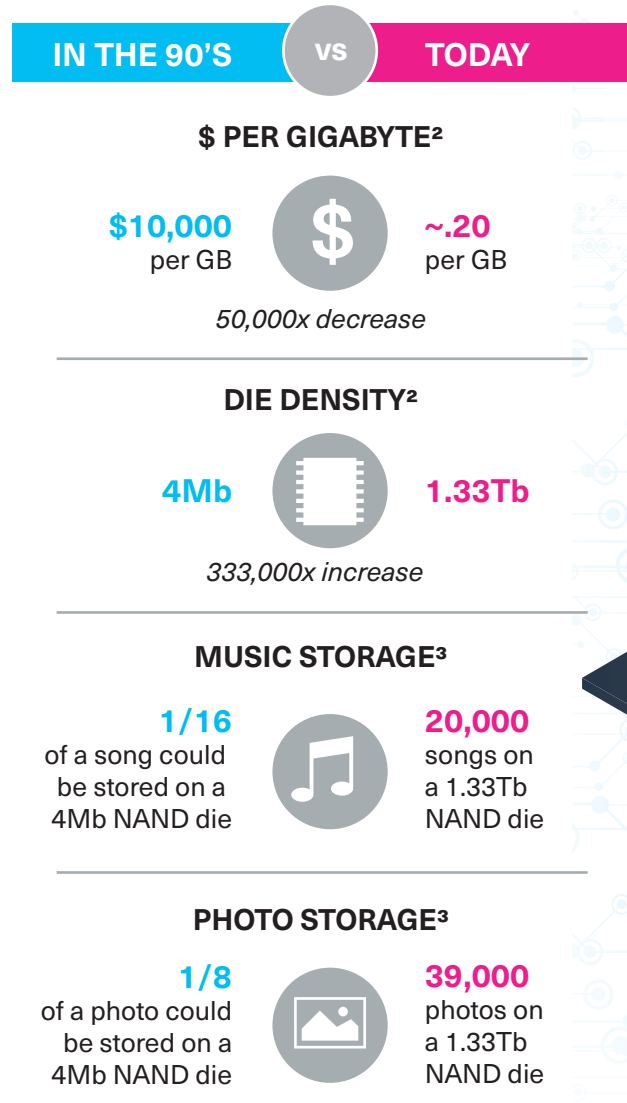 IN THE 90'S vs TODAY
$ PER GIGABYTE²
$10,000
per GB
$
~.20
per GB
50,000x decrease
DIE DENSITY²
4Mb
1.33Tb
333,000x increase
MUSIC STORAGE³
1/16
of a song could
be stored on a
4Mb NAND die
20,000
songs on
a 1.33Tb
NAND die
PHOTO STORAGE³
1/8
of a photo could
be stored on a
4Mb NAND die
39,000
photos on
a 1.33Tb
NAND die